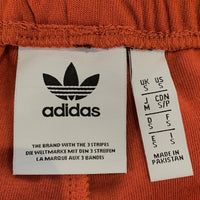 adidas
THE BRAND WITH THE 3 STRIPES
DIE WELTMARKE MIT DEN 3 STREIFEN
LA MARQUE AUX 3 BANDES
UK S
US S
J M
CDN S/P
D S
F S
E S
I S
MADE IN
PAKISTAN